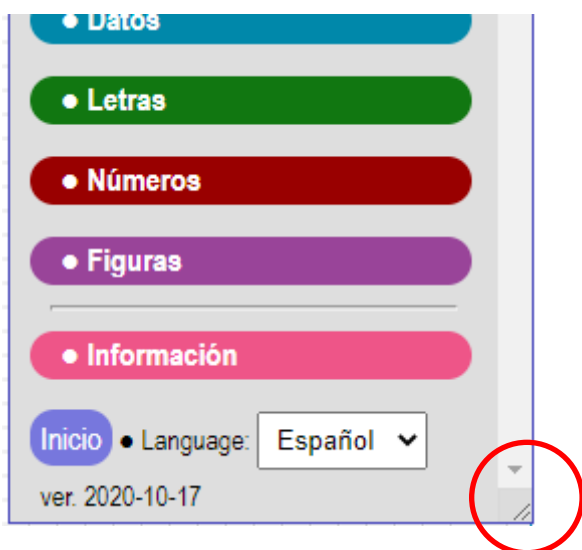 • Datos
• Letras
• Números
• Figuras
• Información
Inicio • Language: Español
ver. 2020-10-17